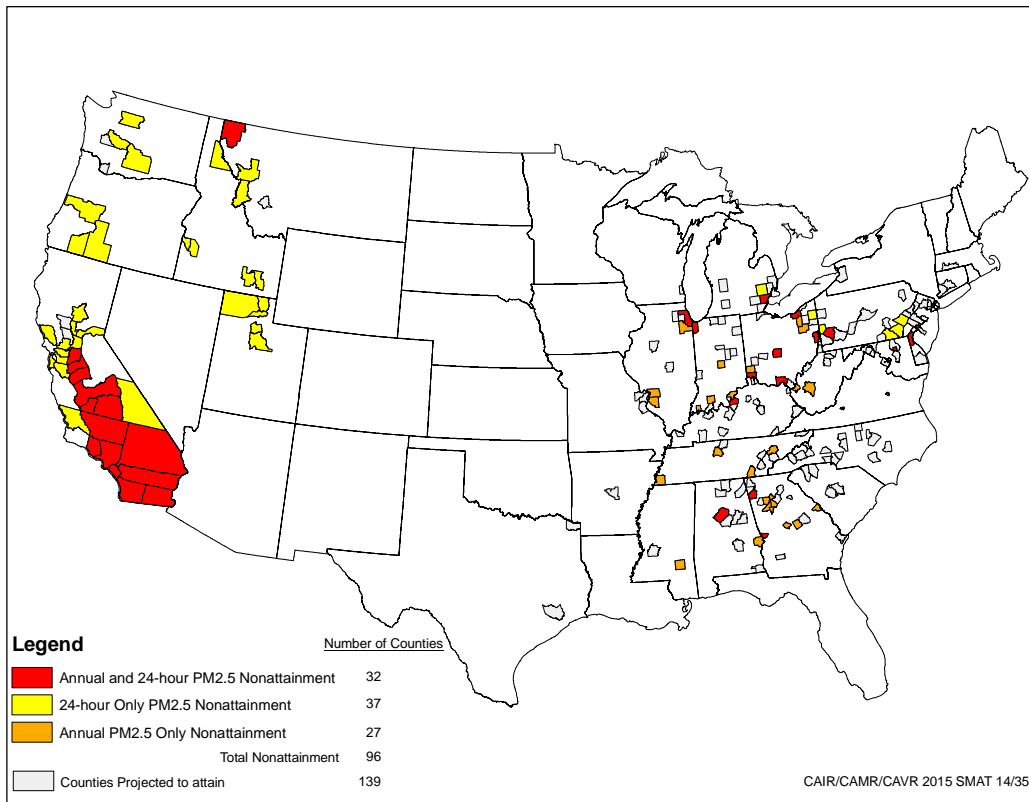 Legend
Number of Counties
Annual and 24-hour PM2.5 Nonattainment 32
24-hour Only PM2.5 Nonattainment 37
Annual PM2.5 Only Nonattainment 27
Total Nonattainment 96
Counties Projected to attain 139
CAIR/CAMR/CAVR 2015 SMAT 14/35